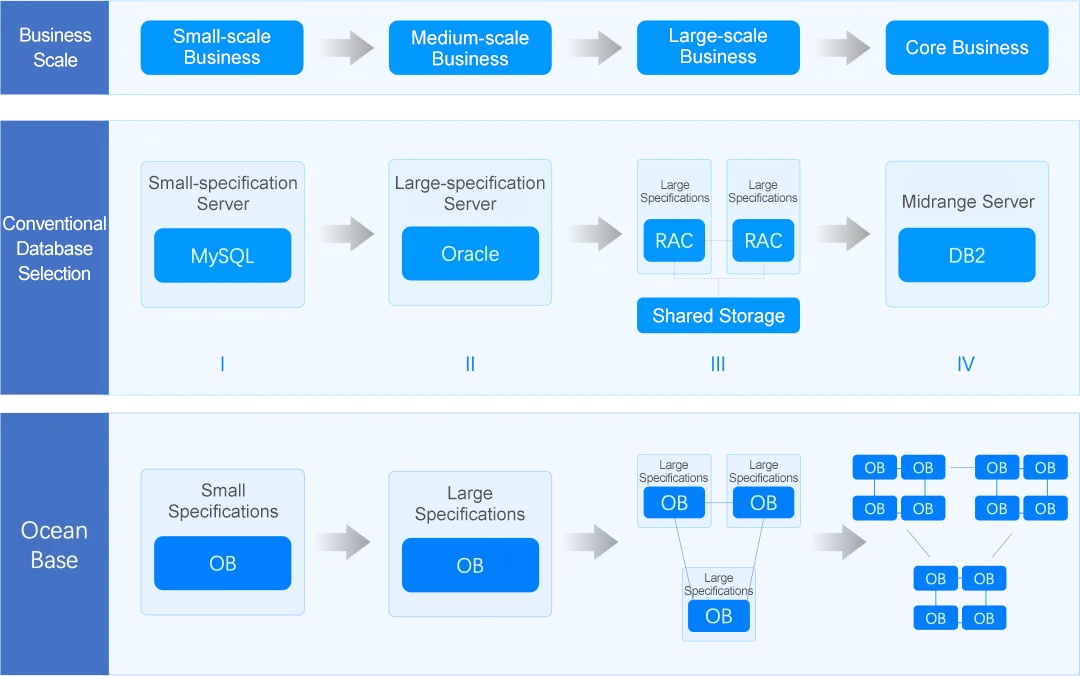 Business
Scale
Small-scale
Business
Medium-scale
Business
Large-scale
Business
Core Business
Conventional
Database
Selection
Small-specification
Server
MySQL
Large-specification
Server
Oracle
Large
Specifications
RAC
Large
Specifications
RAC
Shared Storage
Midrange Server
DB2
I
II
III
IV
Ocean
Base
Small
Specifications
OB
Large
Specifications
OB
Large
Specifications
OB
Large
Specifications
OB
Large
Specifications
OB
OB OB OB OB
OB OB OB OB
OB OB
OB OB